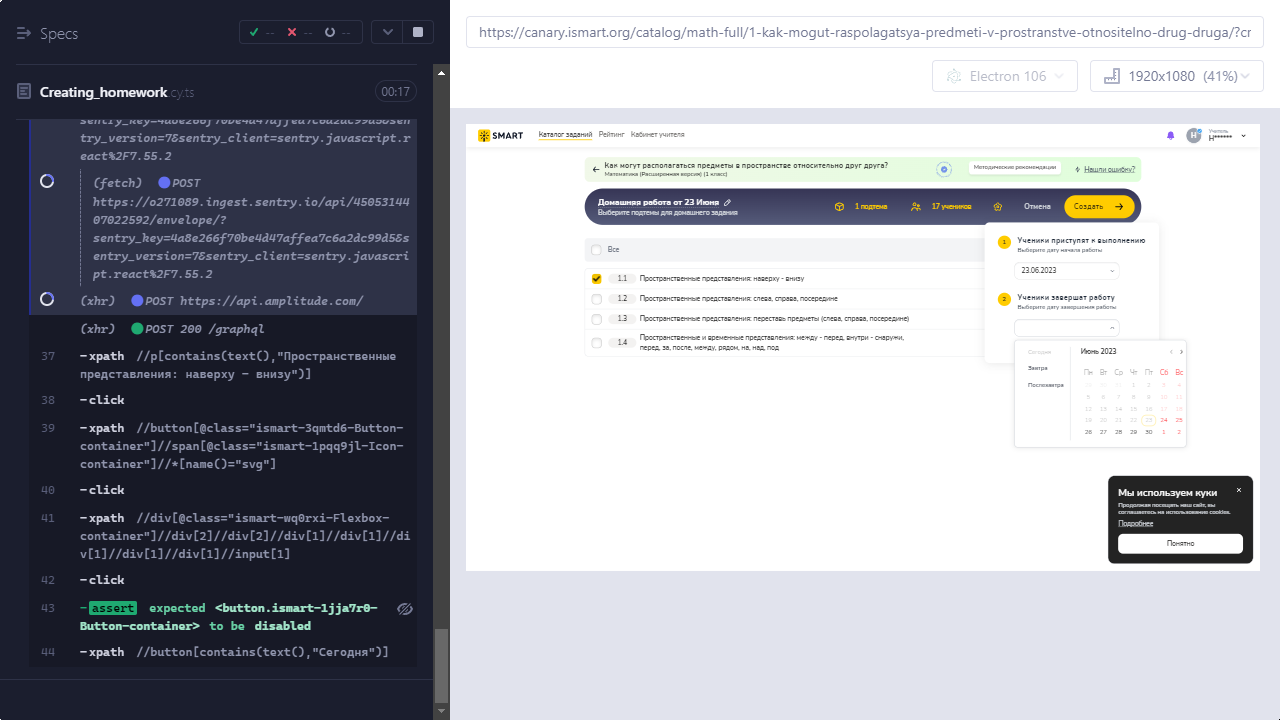 Specs
-- -- --
Creating_homework.cy.ts
00:17
sentry_key=4a8e266f70be4d47affea7c6a2dc99d5&sen
try_version=7&sentry_client=sentry.javascript.r
eact%2F7.55.2
(fetch) POST
https://o271089.ingest.sentry.io/api/45053144
07022592/envelope/?
sentry_key=4a8e266f70be4d47affea7c6a2dc99d5&s
entry_version=7&sentry_client=sentry.javascri
pt.react%2F7.55.2
(xhr) POST https://api.amplitude.com/
(xhr) POST 200 /graphql
37 -xpath //p[contains(text(),"Пространственные
представления: наверху - внизу")]
38 -click
39 -xpath //button[@class="ismart-3qmtd6-Button-
container"]//span[@class="ismart-1pqq9jl-Icon-
container"]//*[name()="svg"]
40 -click
41 -xpath //div[@class="ismart-wq0rxi-Flexbox-
container"]//div[2]//div[2]//div[1]//div[1]//di
v[1]//div[1]//div[1]//input[1]
42 -click
43 -assert expected <button.ismart-1jja7r0-
Button-container> to be disabled
44 -xpath //button[contains(text(),"Сегодня")]
https://canary.ismart.org/catalog/math-full/1-kak-mogut-raspolagatsya-predmeti-v-prostranstve-otnositelno-drug-druga/?cr
Electron 106
1920x1080 (41%)
SMART
Каталог заданий Рейтинг Кабинет учителя
Учитель
Н******
Как могут располагаться предметы в пространстве относительно друг друга?
Математика (Расширенная версия) (1 класс)
Методические рекомендации
Нашли ошибку?
Домашняя работа от 23 Июня
Выберите подтемы для домашнего задания
1 подтема
17 учеников
Отмена
Создать
Все
1.1 Пространственные представления: наверху - внизу
1.2 Пространственные представления: слева, справа, посередине
1.3 Пространственные представления: переставь предметы (слева, справа, посередине)
1.4 Пространственные и временные представления: между - перед, внутри - снаружи,
перед, за, после, между, рядом, на, над, под
1 Ученики приступят к выполнению
Выберите дату начала работы
23.06.2023
2 Ученики завершат работу
Выберите дату завершения работы
Сегодня
Завтра
Послезавтра
Июнь 2023
Пн Вт Ср Чт Пт Сб Вс
1 2 3 4
5 6 7 8 9 10 11
12 13 14 15 16 17 18
19 20 21 22 23 24 25
26 27 28 29 30 1 2
Мы используем куки
Продолжая посещать наш сайт, вы
соглашаетесь на использование cookies.
Подробнее
Понятно